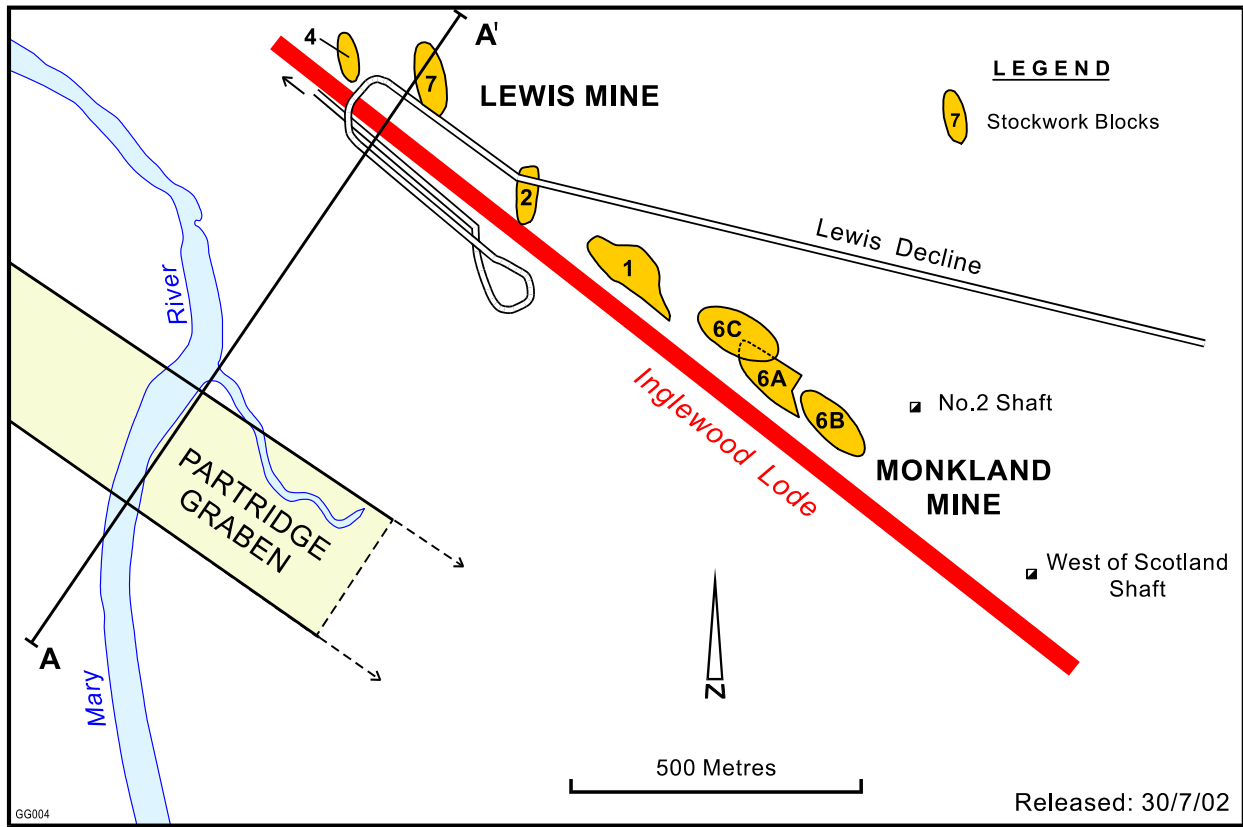 4
A'
7
LEWIS MINE
LEGEND
7
Stockwork Blocks
2
Lewis Decline
1
River
6C
6A
6B
Inglewood Lode
No.2 Shaft
MONKLAND
MINE
PARTRIDGE
GRABEN
West of Scotland
Shaft
A
Mary
N
500 Metres
Released: 30/7/02
GG004